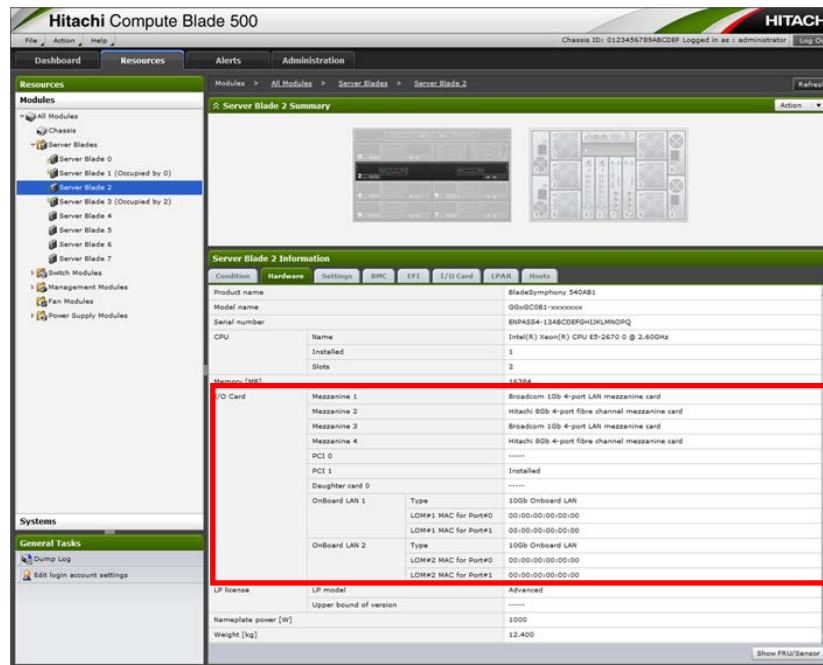 Hitachi Compute Blade 500
HITACH
File Action Help
Chassis ID: 0123456789ABCDEF Logged in as : administrator Log O
Dashboard Resources Alerts Administration
Resources
Modules > All Modules > Server Blades > Server Blade 2
Refres
Modules
All Modules
Chassis
Server Blades
Server Blade 0
Server Blade 1 (Occupied by 0)
Server Blade 2
Server Blade 3 (Occupied by 2)
Server Blade 4
Server Blade 5
Server Blade 6
Server Blade 7
Switch Modules
Management Modules
Fan Modules
Power Supply Modules
Systems
General Tasks
Dump Log
Edit login account settings
Server Blade 2 Summary
Action
Server Blade 2 Information
Condition Hardware Settings BMC EFI I/O Card LPAR Hosts
Product name BladeSymphony 540AB1
Model name GGxGC0B1-xxxxxxxx
Serial number
CPU Name Intel(R) Xeon(R) CPU E5-2670 0 @ 2.60GHz
Installed 1
Slots 2
Memory [MB] 16384
I/O Card Mezzanine 1 Broadcom 1Gb 4-port LAN mezzanine card
Mezzanine 2 Hitachi 8Gb 4-port fibre channel mezzanine card
Mezzanine 3 Broadcom 1Gb 4-port LAN mezzanine card
Mezzanine 4 Hitachi 8Gb 4-port fibre channel mezzanine card
PCI 0 -----
PCI 1 Installed
Daughter card 0 -----
OnBoard LAN 1 Type 10Gb Onboard LAN
LOM#1 MAC for Port#0 00:00:00:00:00:00
LOM#1 MAC for Port#1 00:00:00:00:00:00
OnBoard LAN 2 Type 10Gb Onboard LAN
LOM#2 MAC for Port#0 00:00:00:00:00:00
LOM#2 MAC for Port#1 00:00:00:00:00:00
LP license LP model Advanced
Upper bound of version -----
Nameplate power [W] 1000
Weight [kg] 12.400
Show FRU/Sensor